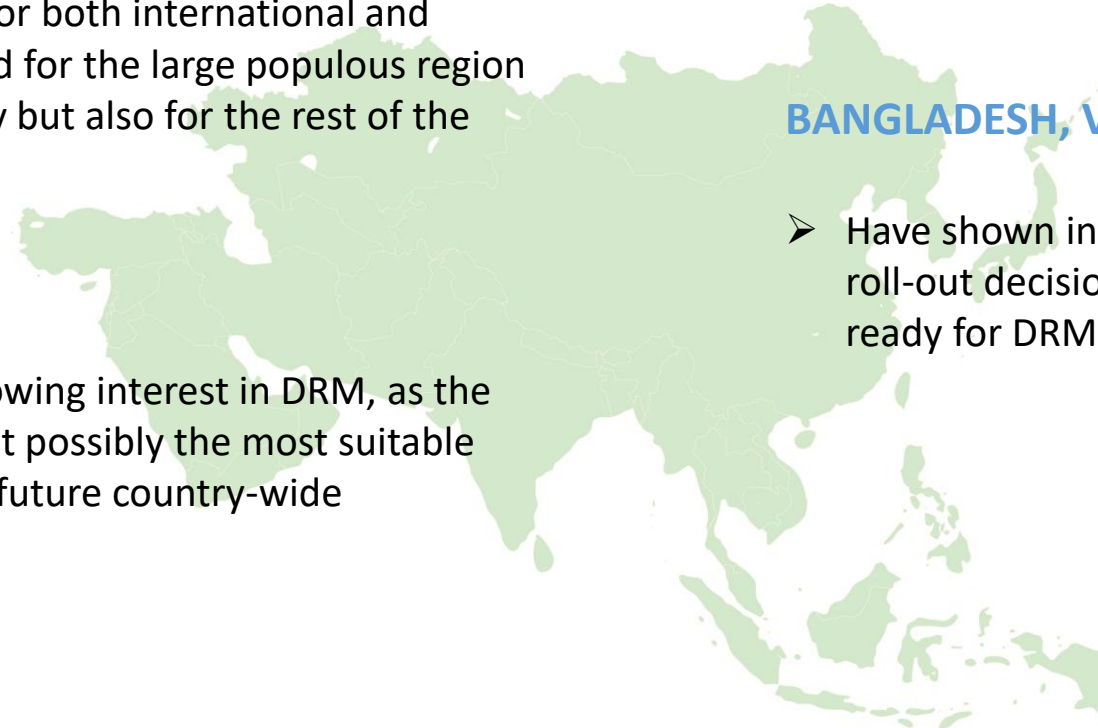 or both international and
d for the large populous region
y but also for the rest of the
owing interest in DRM, as the
t possibly the most suitable
future country-wide
BANGLADESH, V
➢ Have shown in
roll-out decisio
ready for DRM